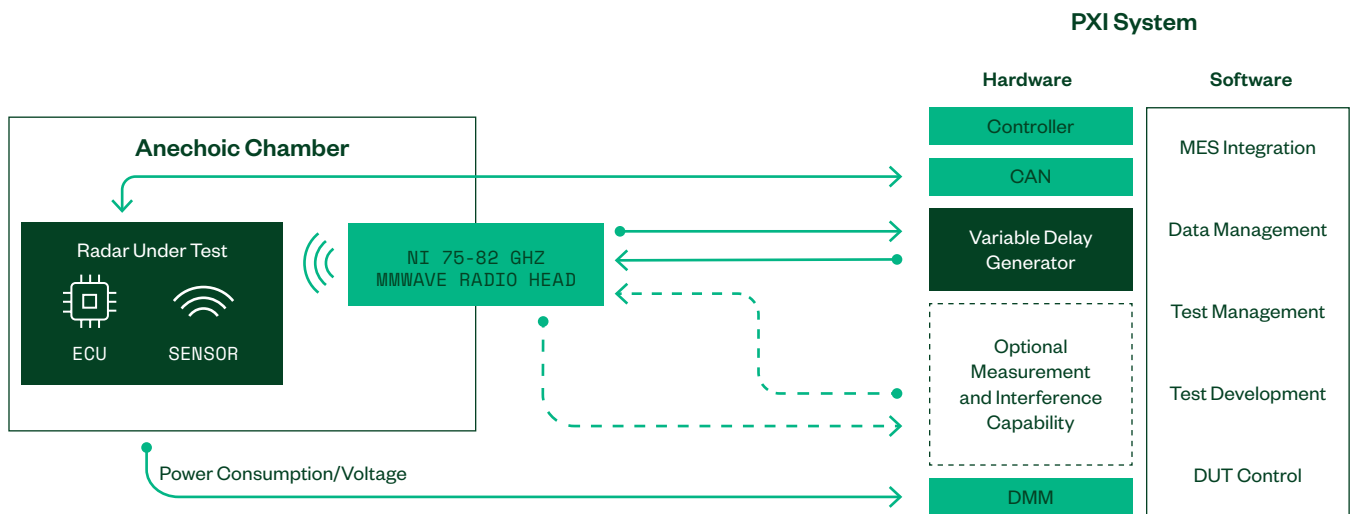 PXI System
Hardware
Software
Anechoic Chamber
Radar Under Test
ECU
SENSOR
NI 75-82 GHZ
MMWAVE RADIO HEAD
Power Consumption/Voltage
Controller
CAN
Variable Delay
Generator
Optional
Measurement
and Interference
Capability
DMM
MES Integration
Data Management
Test Management
Test Development
DUT Control